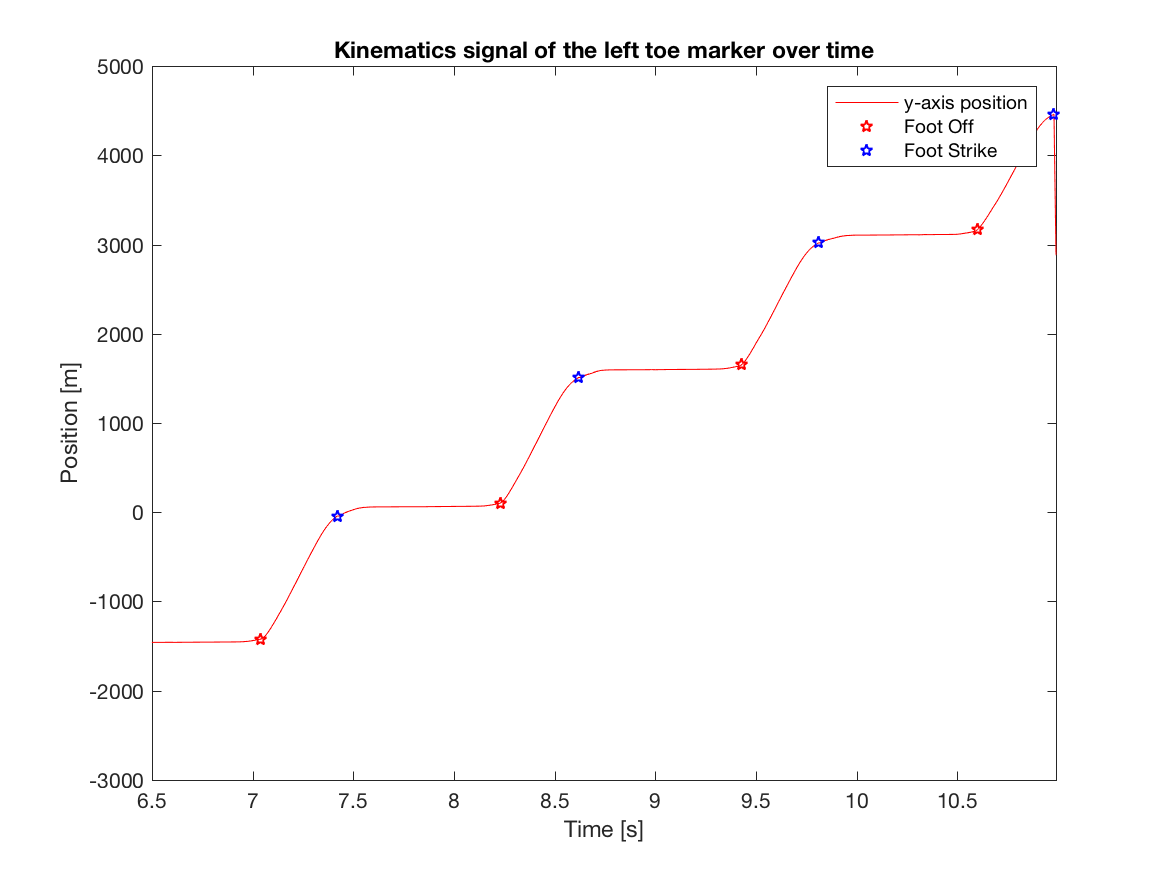 Kinematics signal of the left toe marker over time
5000
4000
3000
2000
1000
0
-1000
-2000
-3000
Position [m]
y-axis position
Foot Off
Foot Strike
6.5 7 7.5 8 8.5 9 9.5 10 10.5
Time [s]